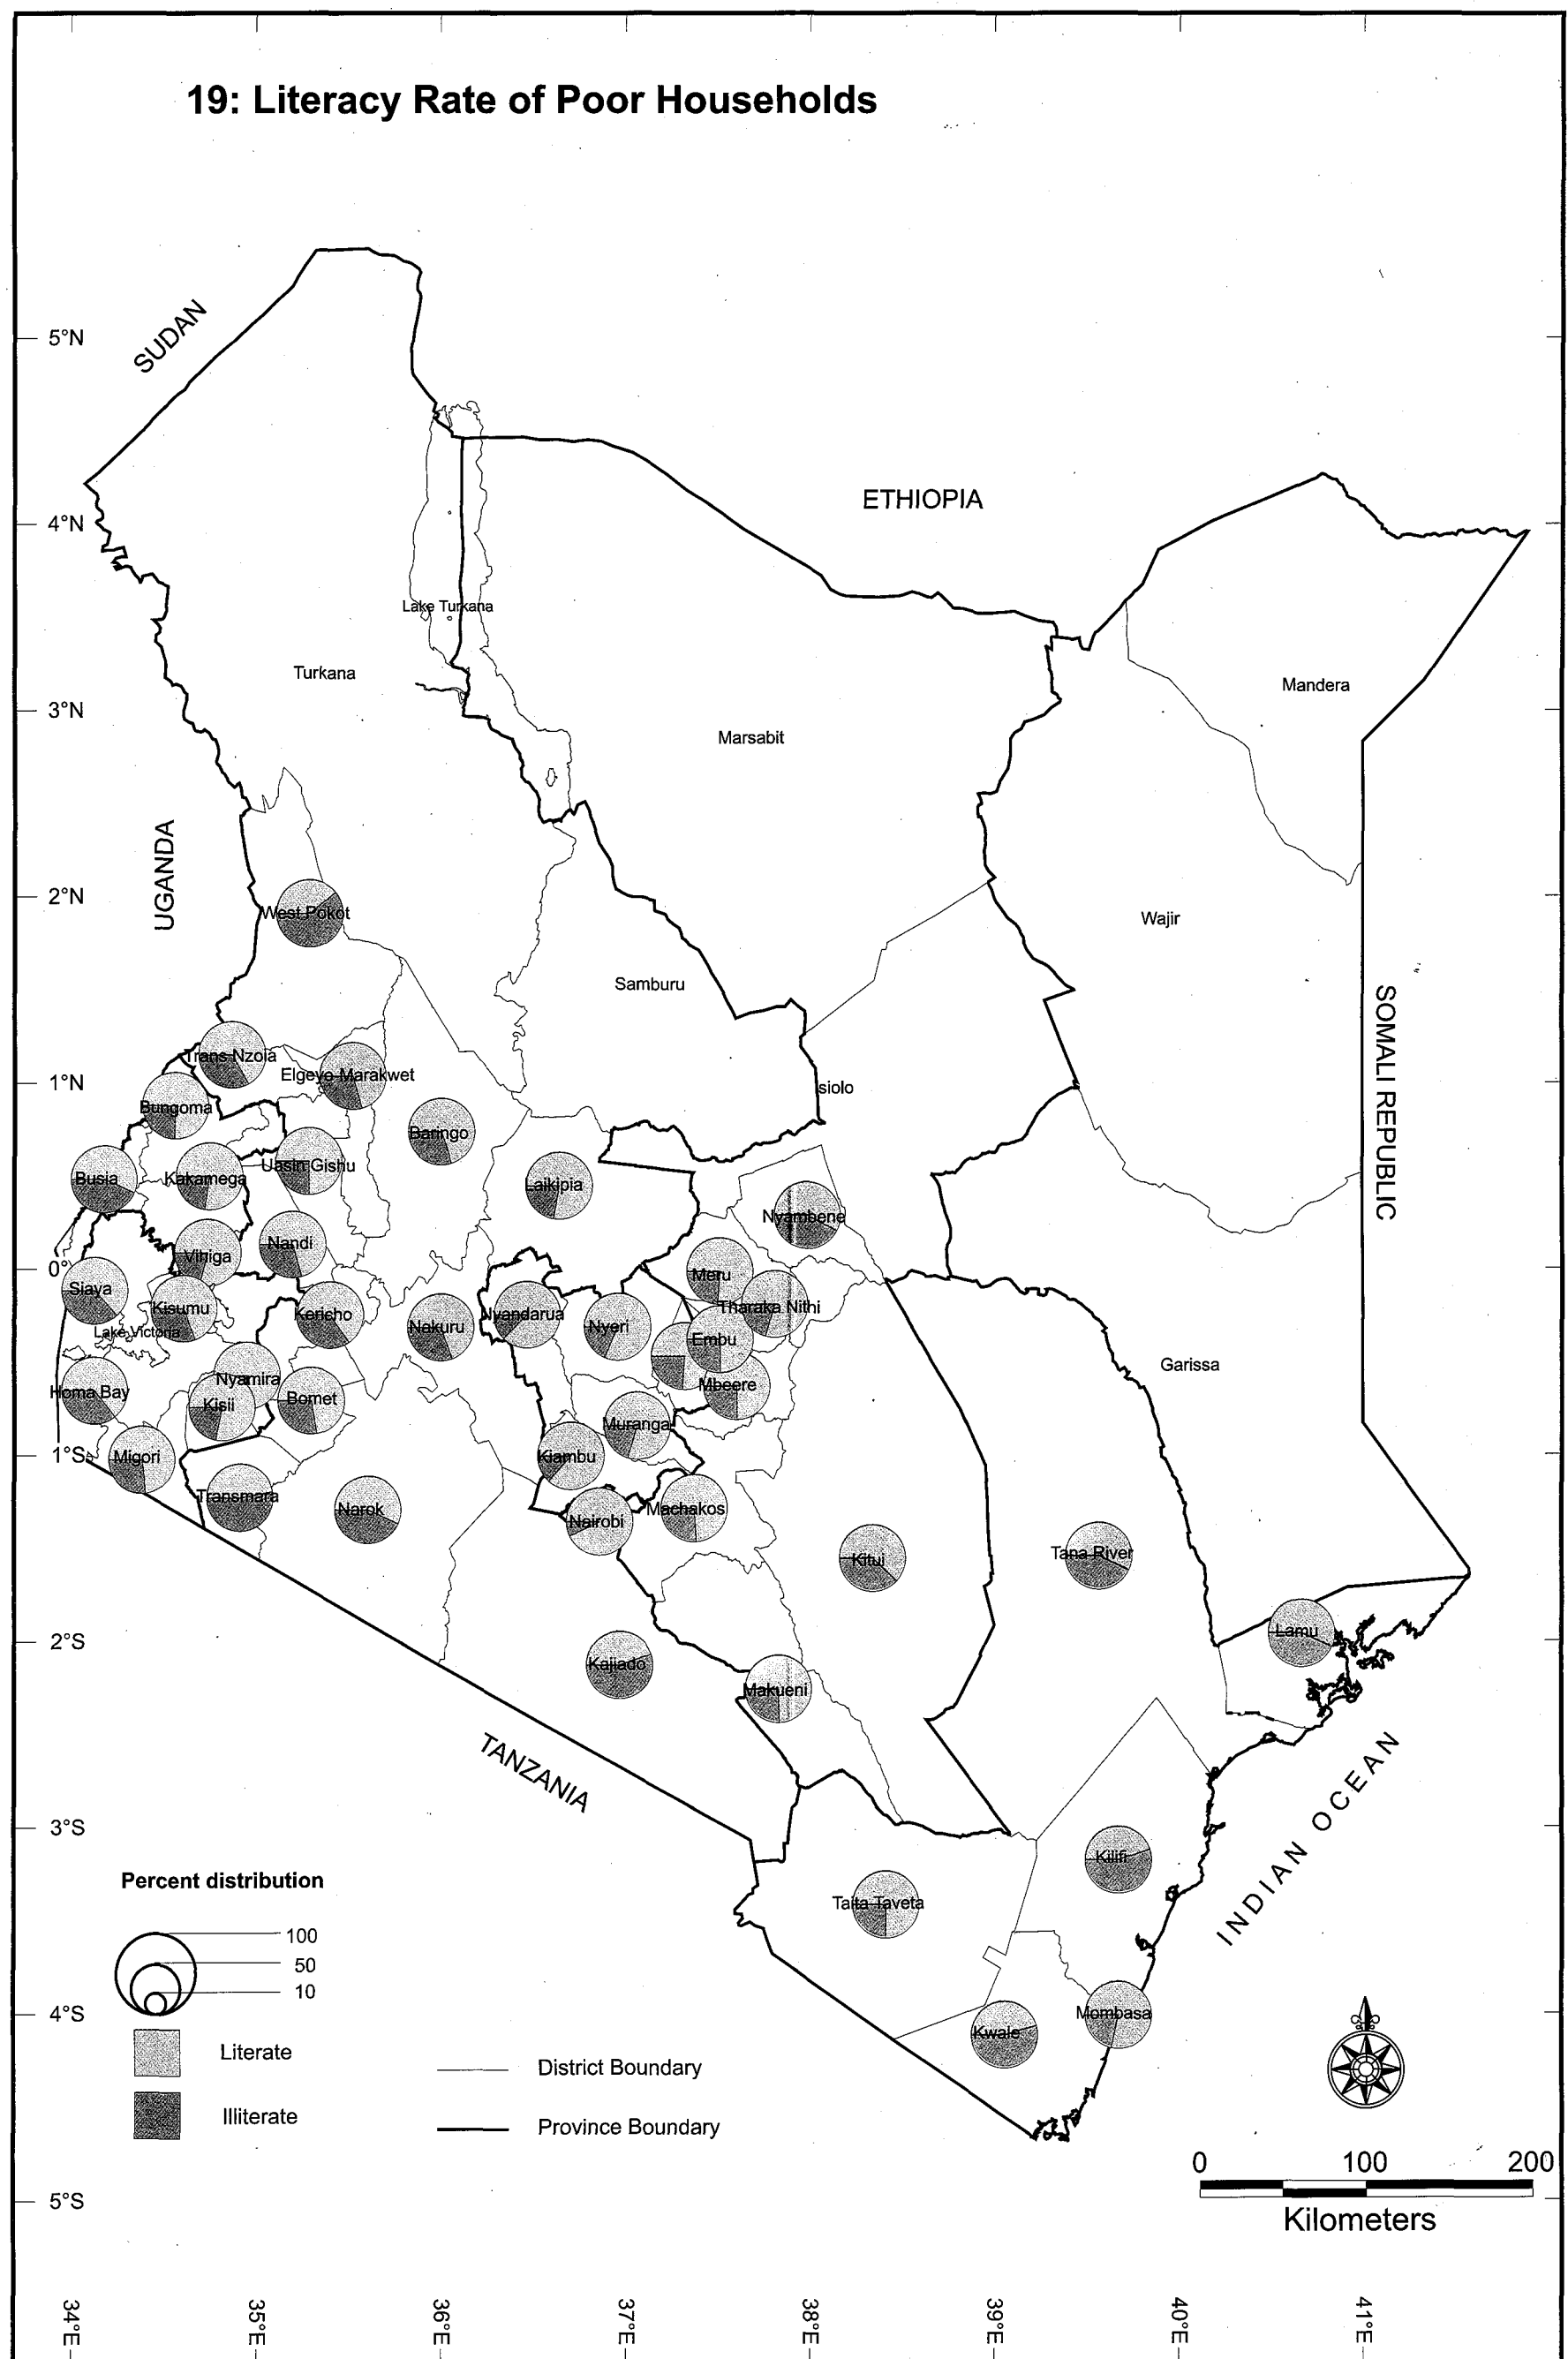 19: Literacy Rate of Poor Households
SUDAN
5°N
ETHIOPIA
4°N
Lake Turkana
Turkana
Mandera
3°N
Marsabit
UGANDA
2°N
West Pokot
Wajir
Samburu
SOMALI REPUBLIC
Trans Nzoia
Elgeyo Marakwet
1°N
siolo
Bungoma
Baringo
Uasin Gishu
Busia
Kakamega
Laikipia
Nyambene
Nandi
Vihiga
0°
Meru
Siaya
Kisumu
Tharaka Nithi
Kericho
Nyandarua
Nakuru
Nyeri
Lake Victoria
Embu
Garissa
Nyamira
Mbeere
Homa Bay
Bomet
Kisii
Muranga
1°S
Migori
Kiambu
Transmara
Narok
Machakos
Nairobi
Kitui
Tana River
Lamu
2°S
Kajiado
Makueni
TANZANIA
INDIAN OCEAN
3°S
Kilifi
Percent distribution
Taita Taveta
100
50
10
4°S
Mombasa
Kwale
Literate
District Boundary
Illiterate
Province Boundary
0 100 200
5°S
Kilometers
34°E 35°E 36°E 37°E 38°E 39°E 40°E 41°E